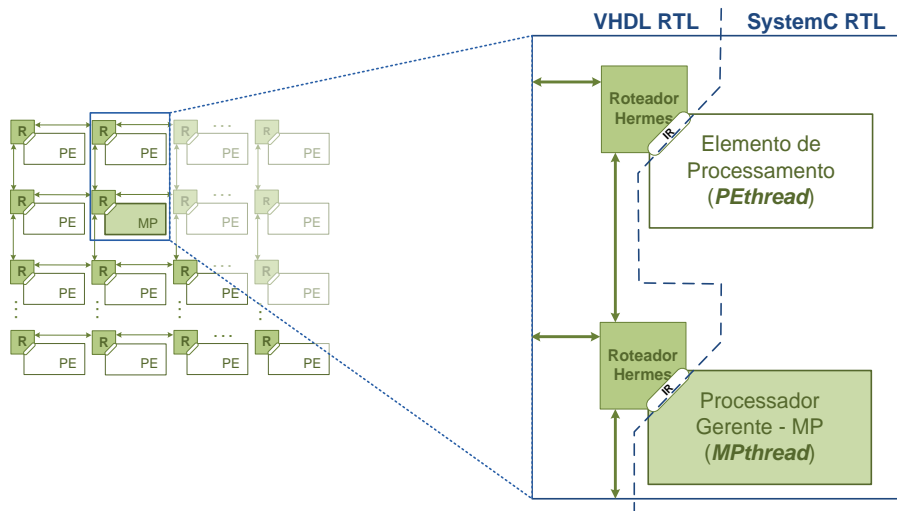 VHDL RTL SystemC RTL
Roteador
Hermes
IR
Elemento de
Processamento
(PEthread)
Roteador
Hermes
IR
Processador
Gerente - MP
(MPthread)
R R R . . . R
PE PE PE PE
R R R . . . R
PE MP PE PE
R R R R
PE PE PE PE
R R R . . . R
PE PE PE PE